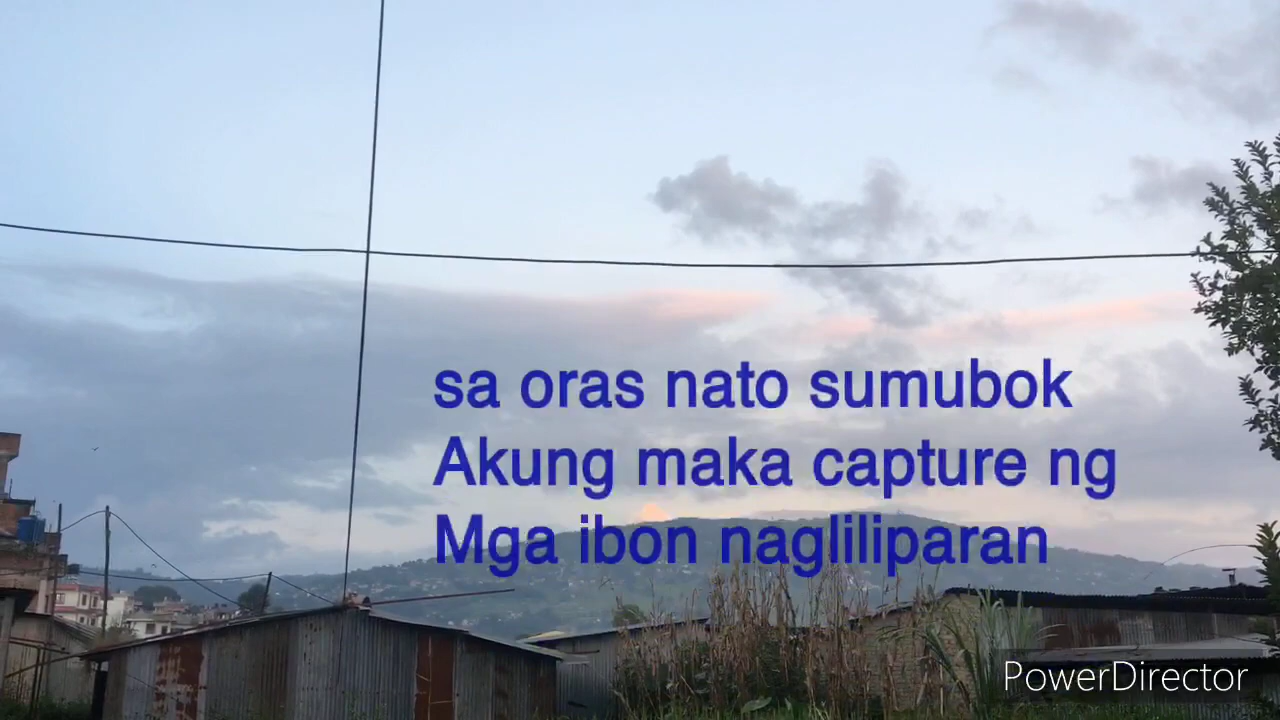 sa oras nato sumubok
Akung maka capture ng
Mga ibon nagliliparan
PowerDirector